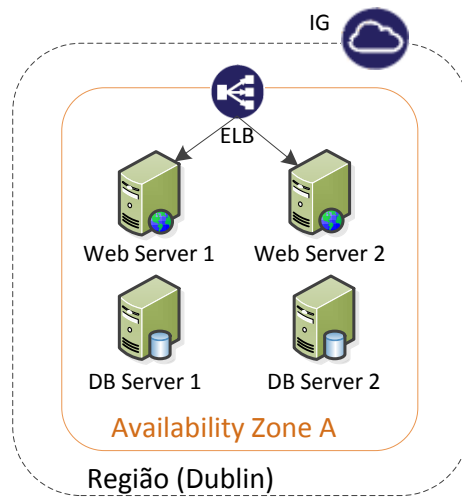 IG
ELB
Web Server 1
Web Server 2
DB Server 1
DB Server 2
Availability Zone A
Região (Dublin)